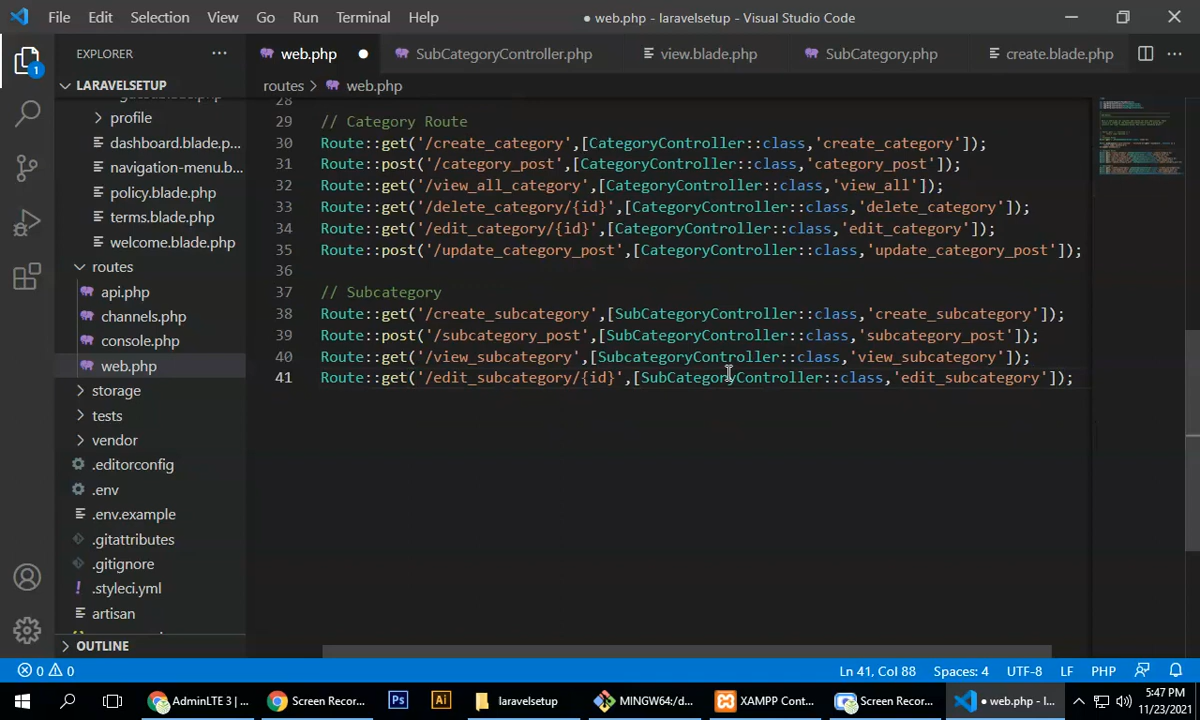 File Edit Selection View Go Run Terminal Help
● web.php - laravelsetup - Visual Studio Code
EXPLORER
web.php
SubCategoryController.php
view.blade.php
SubCategory.php
create.blade.php
1
LARAVELSETUP
routes > web.php
profile
dashboard.blade.p...
navigation-menu.b...
policy.blade.php
terms.blade.php
welcome.blade.php
routes
api.php
channels.php
console.php
web.php
storage
tests
vendor
.editorconfig
.env
.env.example
.gitattributes
.gitignore
.styleci.yml
artisan
OUTLINE
28
29 // Category Route
30 Route::get('/create_category',[CategoryController::class,'create_category']);
31 Route::post('/category_post',[CategoryController::class,'category_post']);
32 Route::get('/view_all_category',[CategoryController::class,'view_all']);
33 Route::get('/delete_category/{id}',[CategoryController::class,'delete_category']);
34 Route::get('/edit_category/{id}',[CategoryController::class,'edit_category']);
35 Route::post('/update_category_post',[CategoryController::class,'update_category_post']);
36
37 // Subcategory
38 Route::get('/create_subcategory',[SubCategoryController::class,'create_subcategory']);
39 Route::post('/subcategory_post',[SubCategoryController::class,'subcategory_post']);
40 Route::get('/view_subcategory',[SubcategoryController::class,'view_subcategory']);
41 Route::get('/edit_subcategory/{id}',[SubCategoryController::class,'edit_subcategory']);
0 0
Ln 41, Col 88 Spaces: 4 UTF-8 LF PHP
AdminLTE 3 | ...
Screen Recor...
Ps
Ai
laravelsetup
MINGW64:/d...
XAMPP Cont...
Screen Recor...
● web.php - l...
5:47 PM
11/23/2021